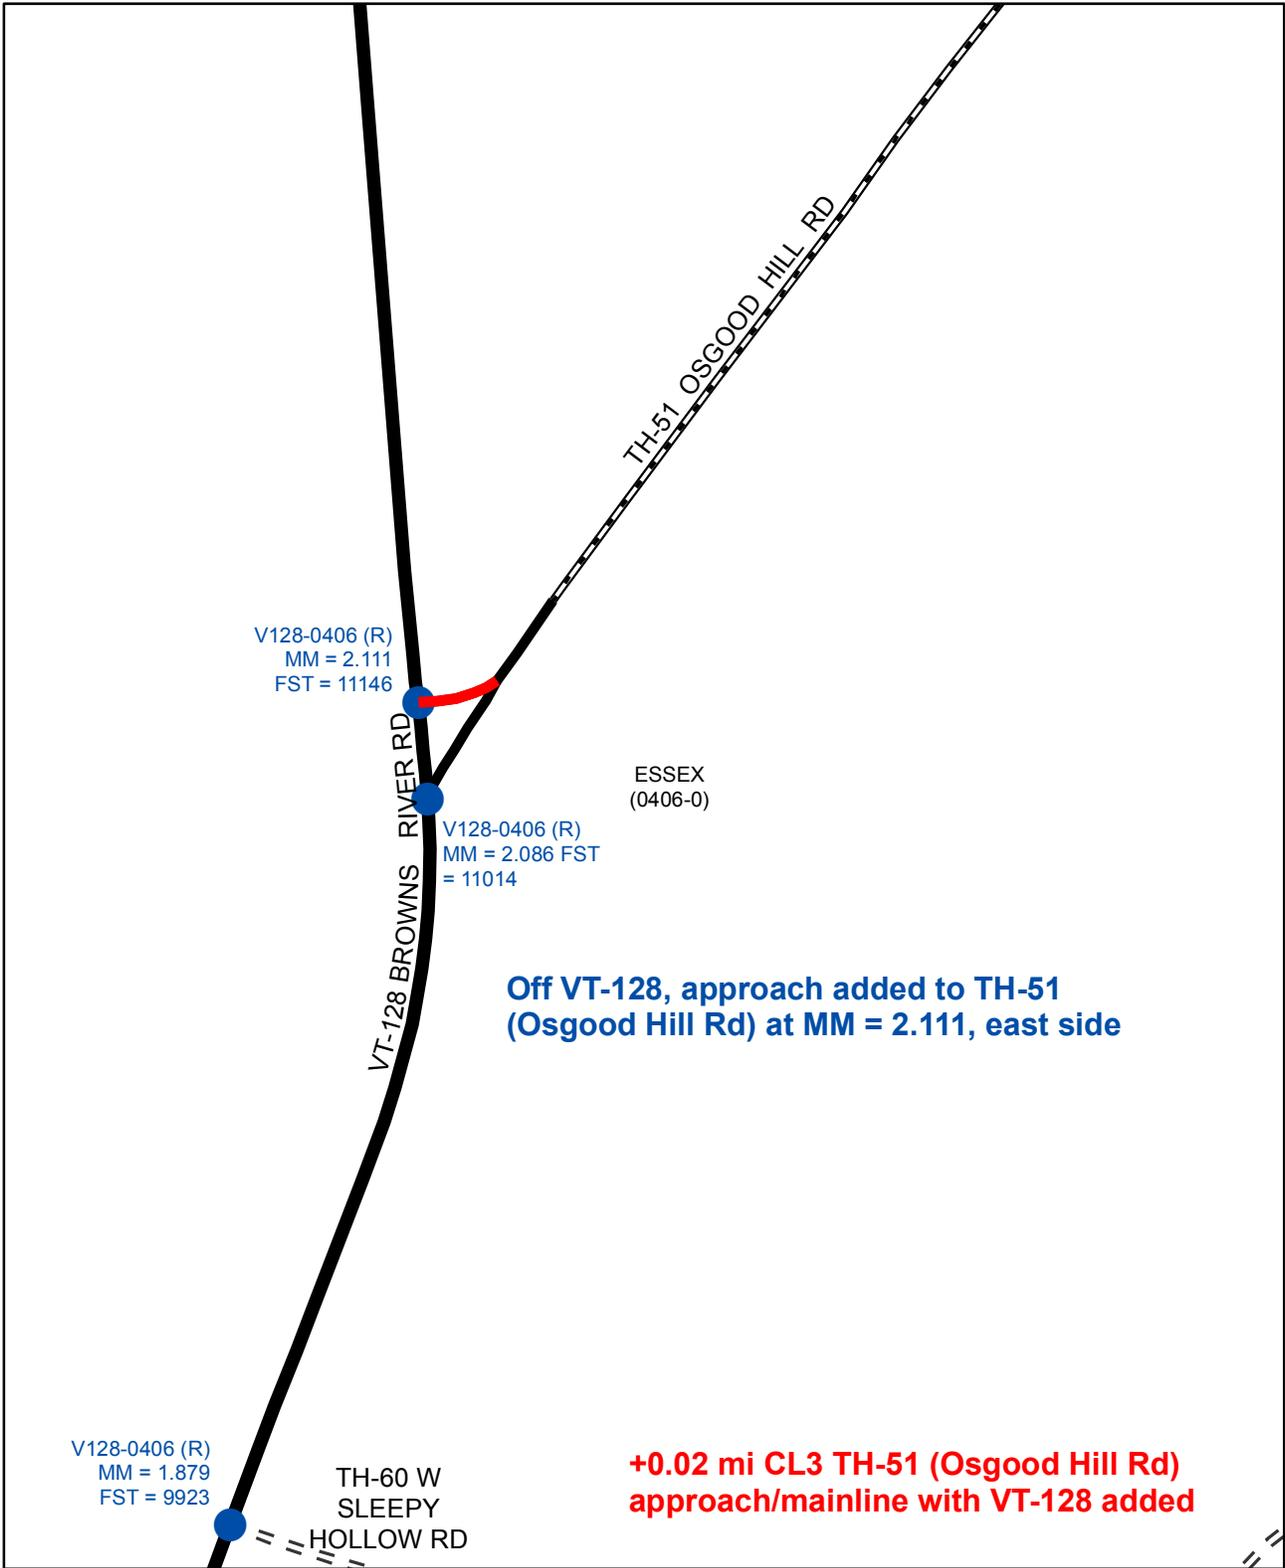 TH-51 OSGOOD HILL RD
V128-0406 (R)
MM = 2.111
FST = 11146
VT-128 BROWNS RIVER RD
ESSEX
(0406-0)
V128-0406 (R)
MM = 2.086 FST
= 11014
Off VT-128, approach added to TH-51
(Osgood Hill Rd) at MM = 2.111, east side
V128-0406 (R)
MM = 1.879
FST = 9923
TH-60 W
SLEEPY
HOLLOW RD
+0.02 mi CL3 TH-51 (Osgood Hill Rd)
approach/mainline with VT-128 added